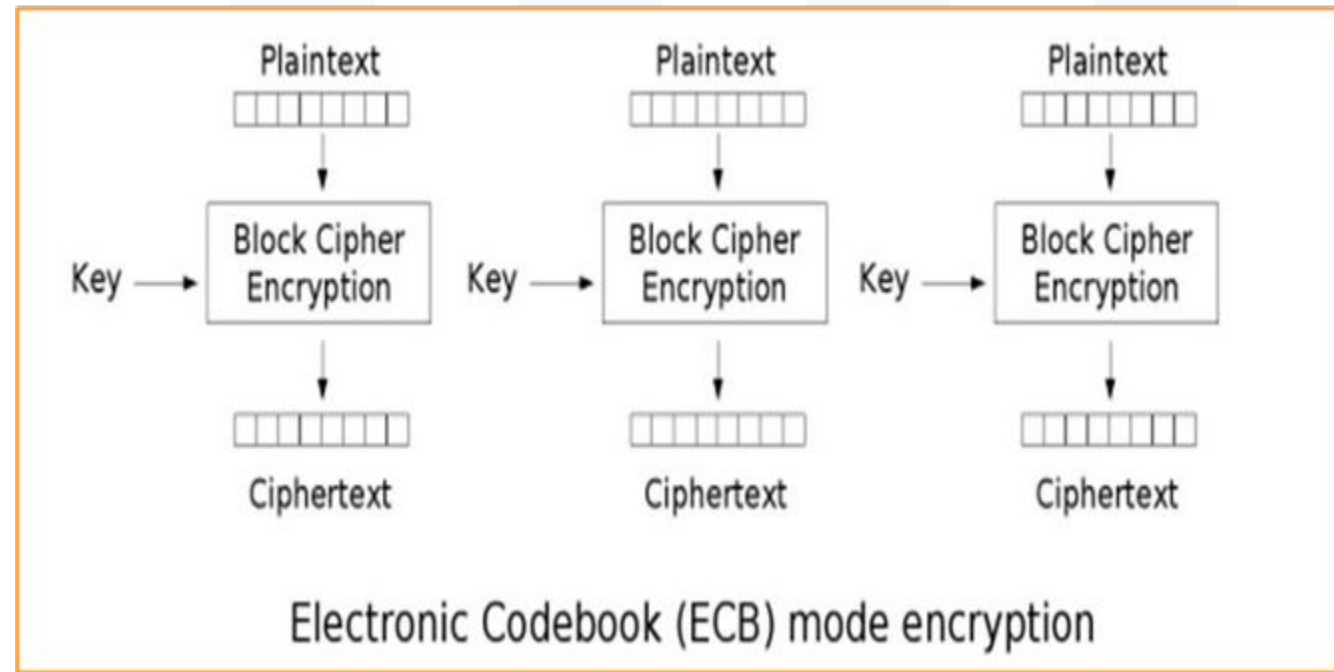 Plaintext Plaintext Plaintext
Key Block Cipher Encryption Key Block Cipher Encryption Key Block Cipher Encryption
Ciphertext Ciphertext Ciphertext
Electronic Codebook (ECB) mode encryption